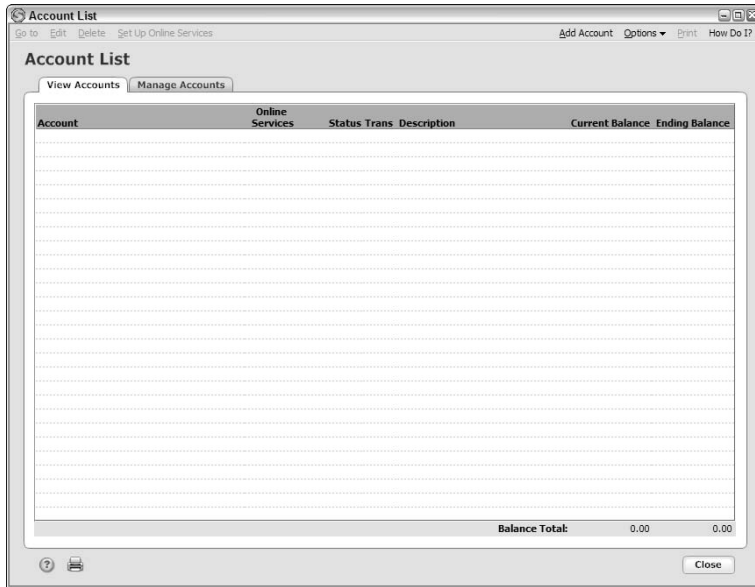 Account List
Go to Edit Delete Set Up Online Services Add Account Options Print How Do I?
Account List
View Accounts Manage Accounts
Account Online Services Status Trans Description Current Balance Ending Balance
Balance Total: 0.00 0.00
? Close